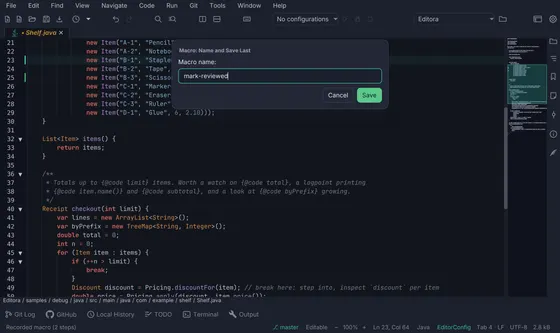 File Edit Find View Navigate Code Run Git Tools Window Help
No configurations
Editora
Shelf.java
21 new Item("A-1", "Pencil
22 new Item("A-2", "Notebo
23 new Item("B-1", "Staple
24 new Item("B-2", "Tape",
25 new Item("B-3", "Scisso
26 new Item("C-1", "Marker
27 new Item("C-2", "Eraser
28 new Item("C-3", "Ruler"
29 new Item("D-1", "Glue", 6, 2.10)));
30 }
31
32 List<Item> items() {
33 return items;
34 }
35
36 /**
37 * Totals up to {@code limit} items. Worth a watch on {@code total}, a logpoint printing
38 * {@code item.name()} and {@code subtotal}, and a look at {@code byPrefix} growing.
39 */
40 Receipt checkout(int limit) {
41 var lines = new ArrayList<String>();
42 var byPrefix = new TreeMap<String, Integer>();
43 double total = 0;
44 int n = 0;
45 for (Item item : items) {
46 if (++n > limit) {
47 break;
48 }
49 Discount discount = Pricing.discountFor(item); // break here: step into, inspect `discount` per item
50 double price = Pricing.apply(discount, item.price());
Macro: Name and Save Last
Macro name:
mark-reviewed
Cancel Save
Editora / samples / debug / java / src / main / java / com / example / shelf / Shelf.java
Git Log GitHub Local History TODO Terminal Output
Recorded macro (2 steps)
master Editable − 100% + Ln 23, Col 64 Java EditorConfig Tab: 4 LF UTF-8 2.6 kB